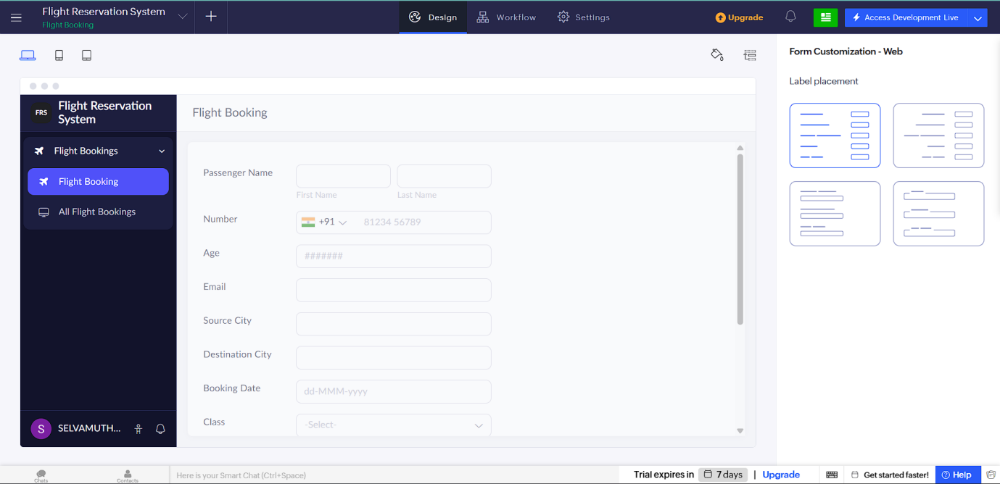 Flight Reservation System
Flight Booking
Design
Workflow
Settings
Upgrade
Access Development Live
Form Customization - Web
Label placement
FRS
Flight Reservation
System
Flight Bookings
Flight Booking
All Flight Bookings
SELVAMUTH...
S
Flight Booking
Passenger Name
First Name
Last Name
Number
+91
81234 56789
Age
#######
Email
Source City
Destination City
Booking Date
dd-MMM-yyyy
Class
-Select-
Chats
Contacts
Here is your Smart Chat (Ctrl+Space)
Trial expires in 7 days | Upgrade
Get started faster!
Help